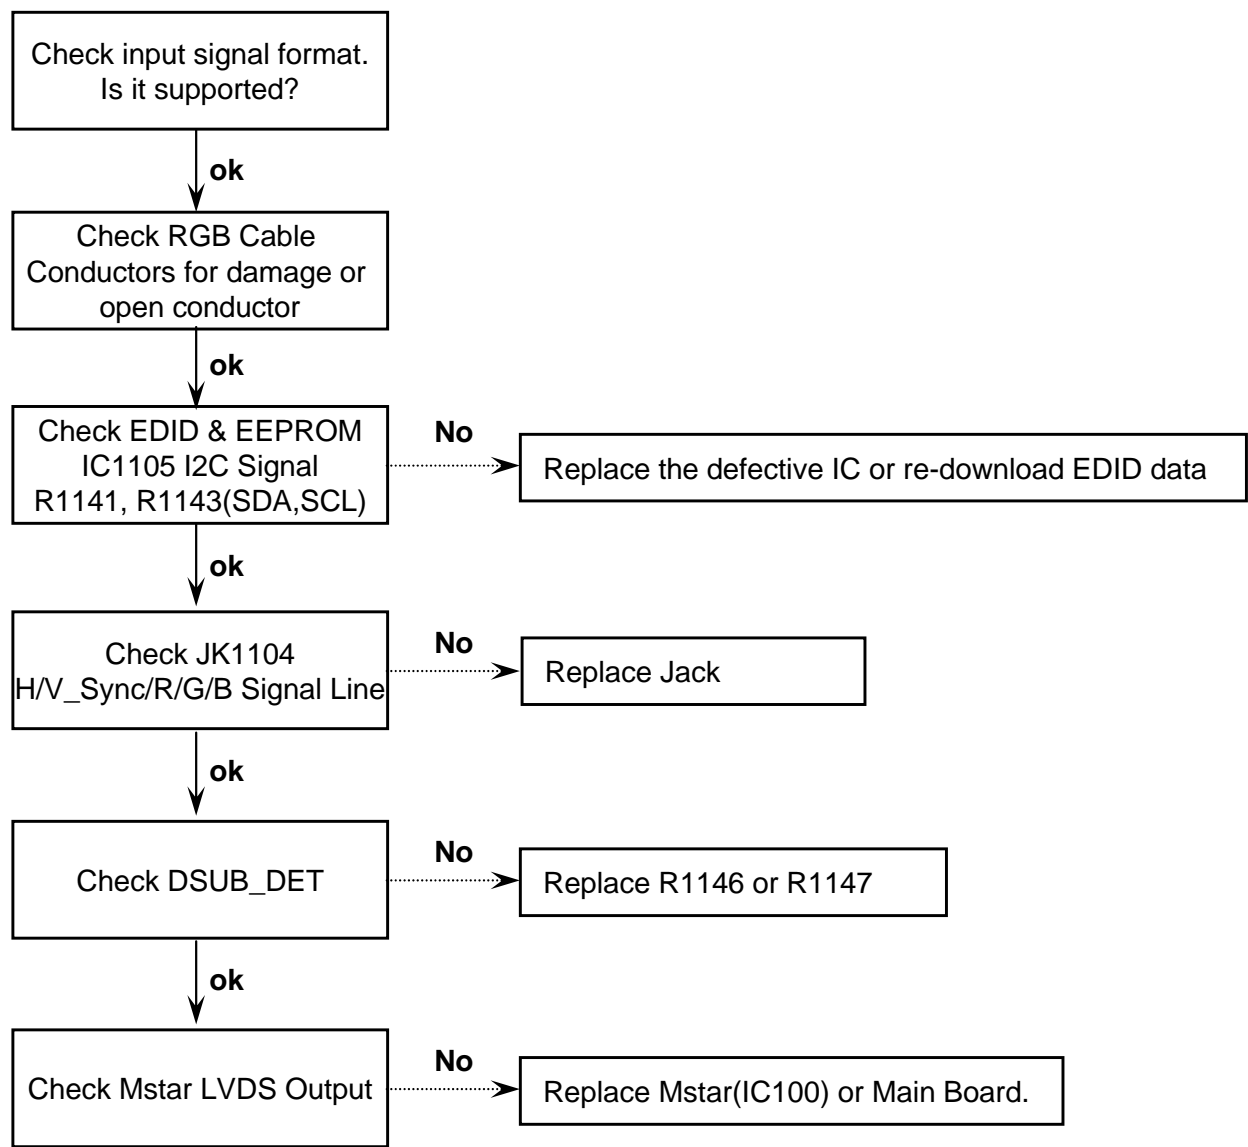 Check input signal format.
Is it supported?
ok
Check RGB Cable
Conductors for damage or
open conductor
ok
Check EDID & EEPROM
IC1105 I2C Signal
R1141, R1143(SDA,SCL)
No
Replace the defective IC or re-download EDID data
ok
Check JK1104
H/V_Sync/R/G/B Signal Line
No
Replace Jack
ok
Check DSUB_DET
No
Replace R1146 or R1147
ok
Check Mstar LVDS Output
No
Replace Mstar(IC100) or Main Board.